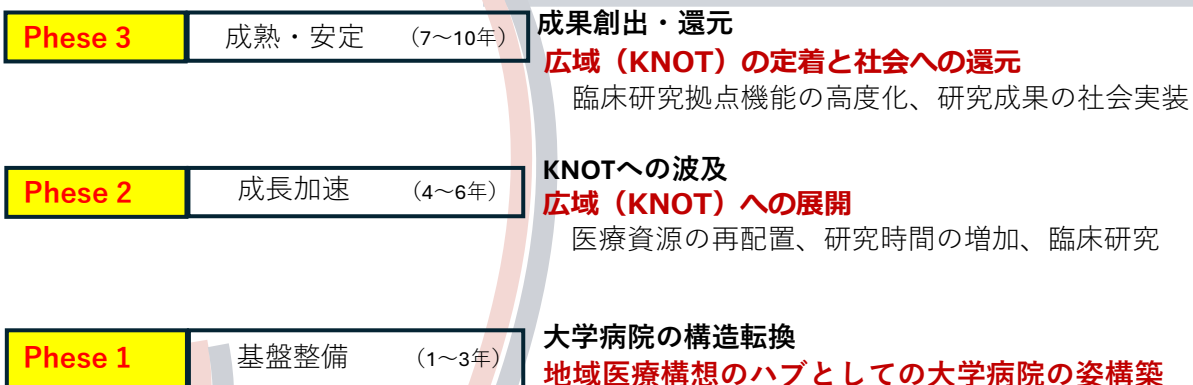 Phese 3 成熟・安定 (7～10年) 成果創出・還元
広域（KNOT）の定着と社会への還元
臨床研究拠点機能の高度化、研究成果の社会実装
Phese 2 成長加速 (4～6年) KNOTへの波及
広域（KNOT）への展開
医療資源の再配置、研究時間の増加、臨床研究
Phese 1 基盤整備 (1～3年) 大学病院の構造転換
地域医療構想のハブとしての大学病院の姿構築